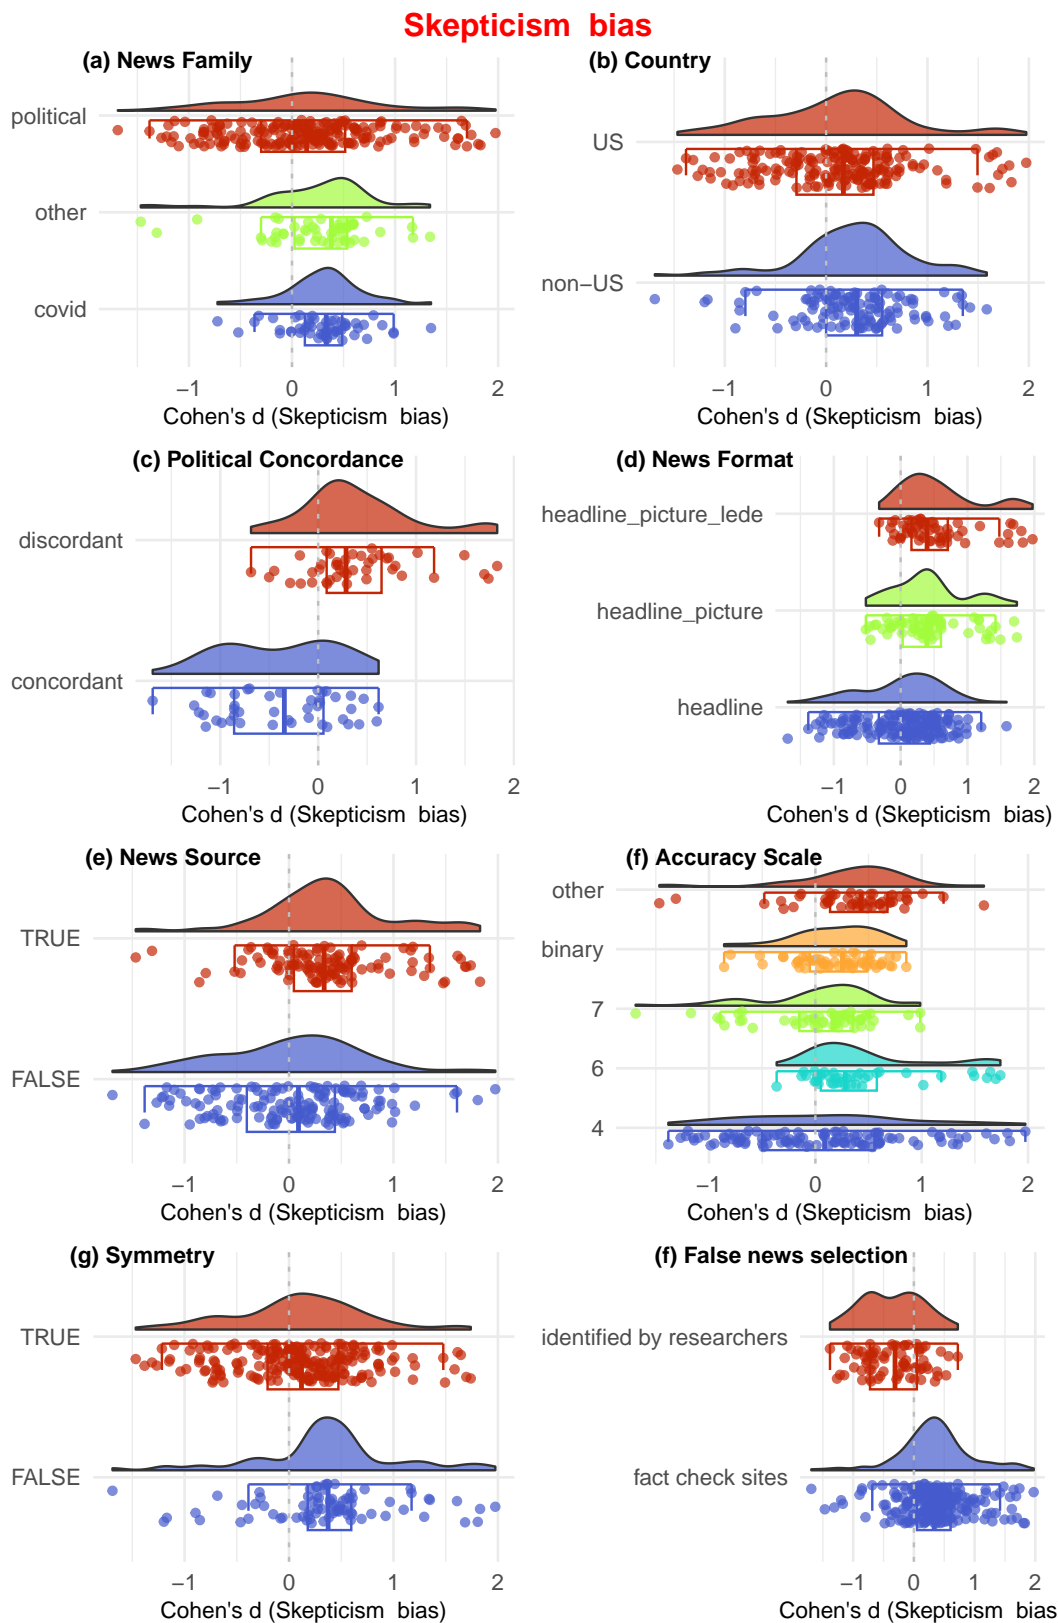 Skepticism  bias
(a) News Family
political
other
covid
−1 0 1 2
Cohen's d (Skepticism  bias)
(b) Country
US
non−US
−1 0 1 2
Cohen's d (Skepticism  bias)
(c) Political Concordance
discordant
concordant
−1 0 1 2
Cohen's d (Skepticism  bias)
(d) News Format
headline_picture_lede
headline_picture
headline
−1 0 1 2
Cohen's d (Skepticism  bias)
(e) News Source
TRUE
FALSE
−1 0 1 2
Cohen's d (Skepticism  bias)
(f) Accuracy Scale
other
binary
7
6
4
−1 0 1 2
Cohen's d (Skepticism  bias)
(g) Symmetry
TRUE
FALSE
−1 0 1 2
Cohen's d (Skepticism  bias)
(f) False news selection
identified by researchers
fact check sites
−1 0 1 2
Cohen's d (Skepticism  bias)